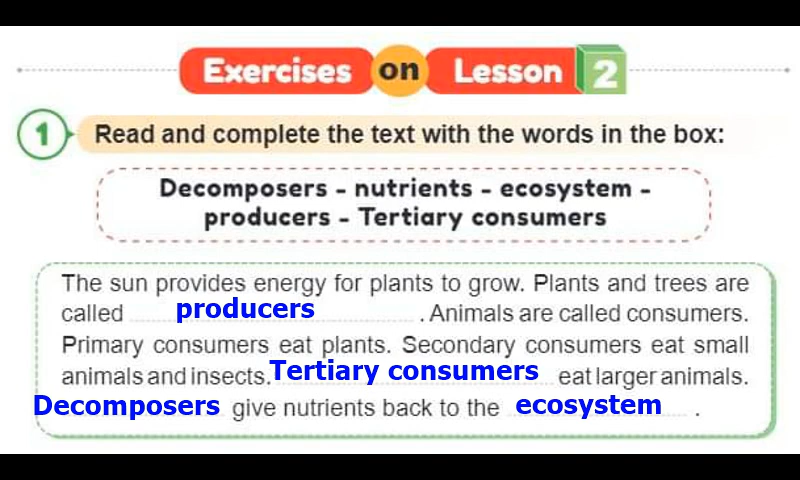 Exercises on Lesson 2
1 Read and complete the text with the words in the box:
Decomposers - nutrients - ecosystem -
producers - Tertiary consumers
The sun provides energy for plants to grow. Plants and trees are
called producers . Animals are called consumers.
Primary consumers eat plants. Secondary consumers eat small
animals and insects. Tertiary consumers eat larger animals.
Decomposers give nutrients back to the ecosystem .